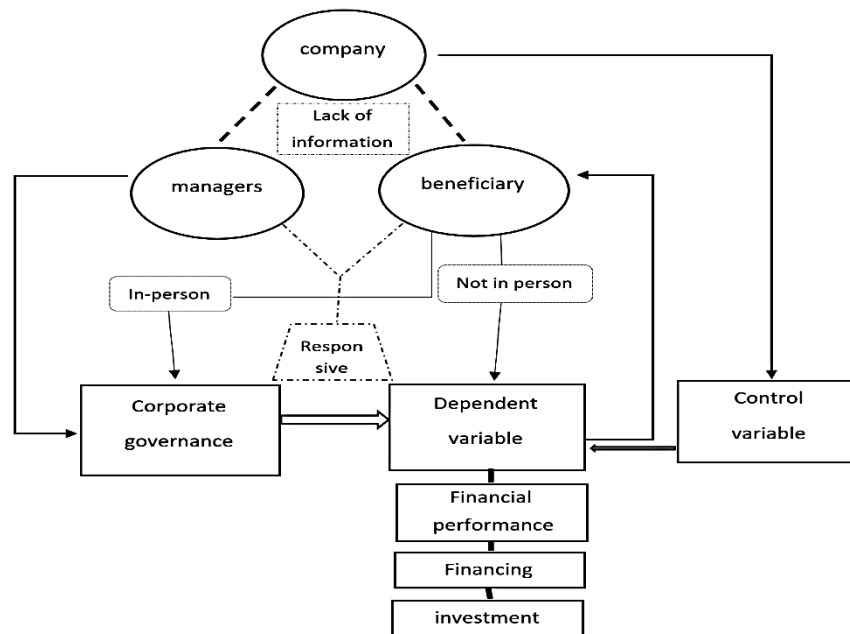 company
Lack of
information
managers
beneficiary
In-person
Not in person
Respon
sive
Corporate
governance
Dependent
variable
Control
variable
Financial
performance
Financing
investment